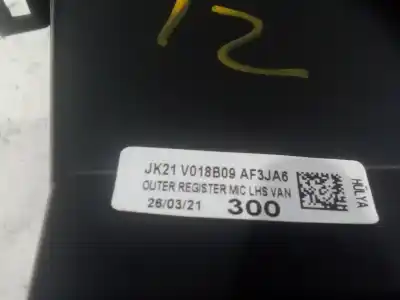 12
JK21 V018B09 AF3JA6
OUTER REGISTER MIC LHS VAN
26/03/21 300
HÜLYA